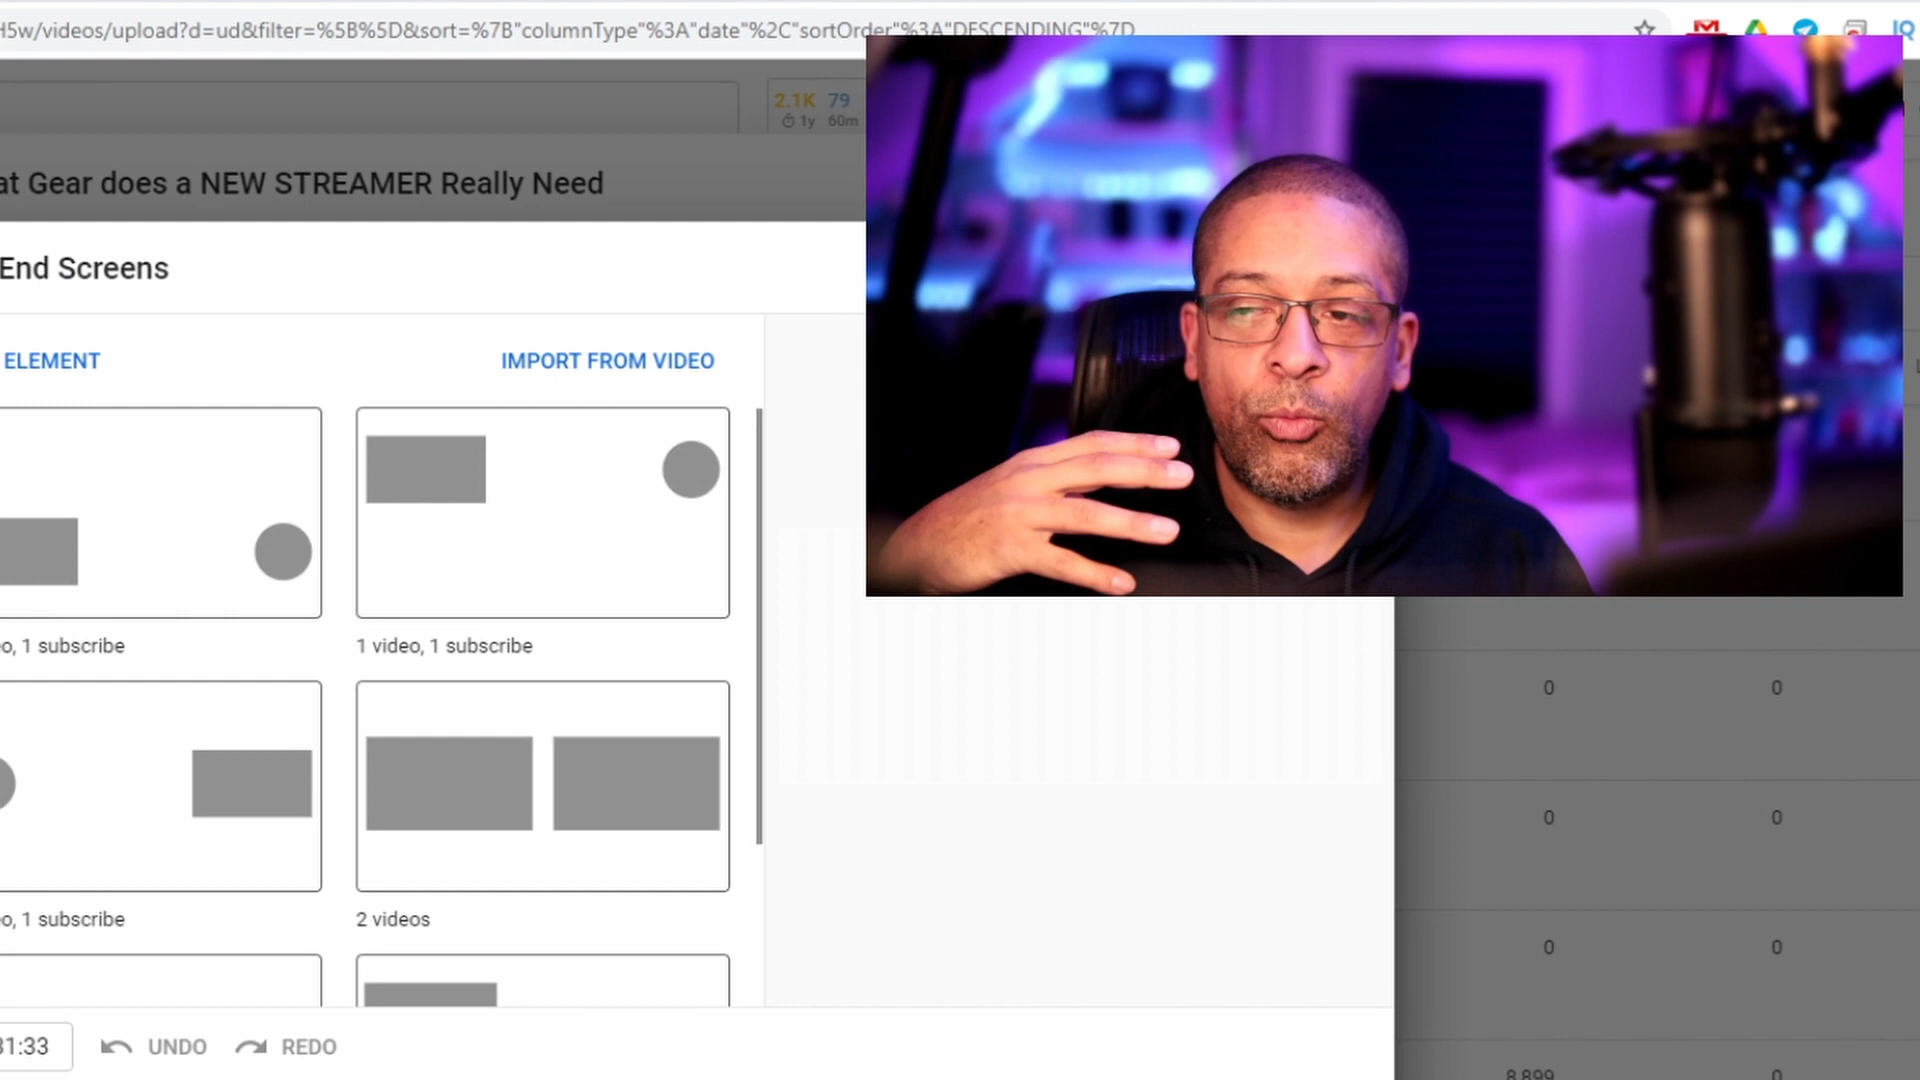 H5w/videos/upload?d=ud&filter=%5B%5D&sort=%7B"columnType"%3A"date"%2C"sortOrder"%3A"DESCENDING"%7D
2.1K 79
1y 60m
at Gear does a NEW STREAMER Really Need
End Screens
ELEMENT IMPORT FROM VIDEO
eo, 1 subscribe 1 video, 1 subscribe
0 0
0 0
eo, 1 subscribe 2 videos
0 0
31:33 UNDO REDO
8,899 0